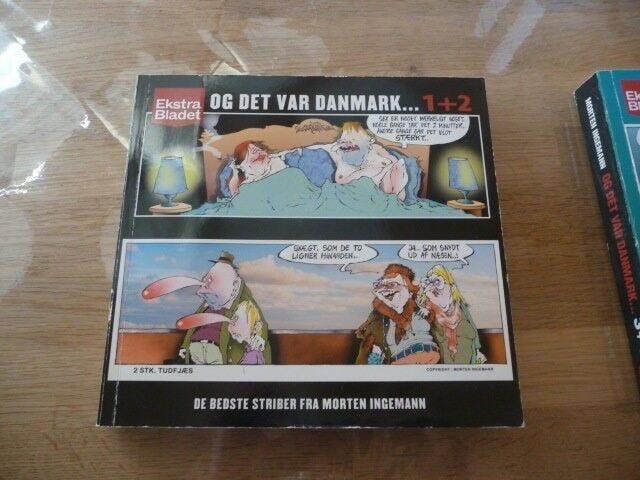 Ekstra
Bladet
OG DET VAR DANMARK... 1+2
SEX ER NOGET MÆRKELIGT NOGET,
NOGLE GANGE TAR' DET 2 MINUTTER,
ANDRE GANGE GÅR DET BLOT
STÆRKT...
UNÆGT, SOM DE TO
LIGNER HINANDEN...
JA.. SOM SNYDT
UD AF NÆSEN..!
2 STK. TUDFJÆS
COPYRIGHT: MORTEN INGEMANN
DE BEDSTE STRIBER FRA MORTEN INGEMANN
MORTEN INGEMANN OG DET VAR DANMARK...